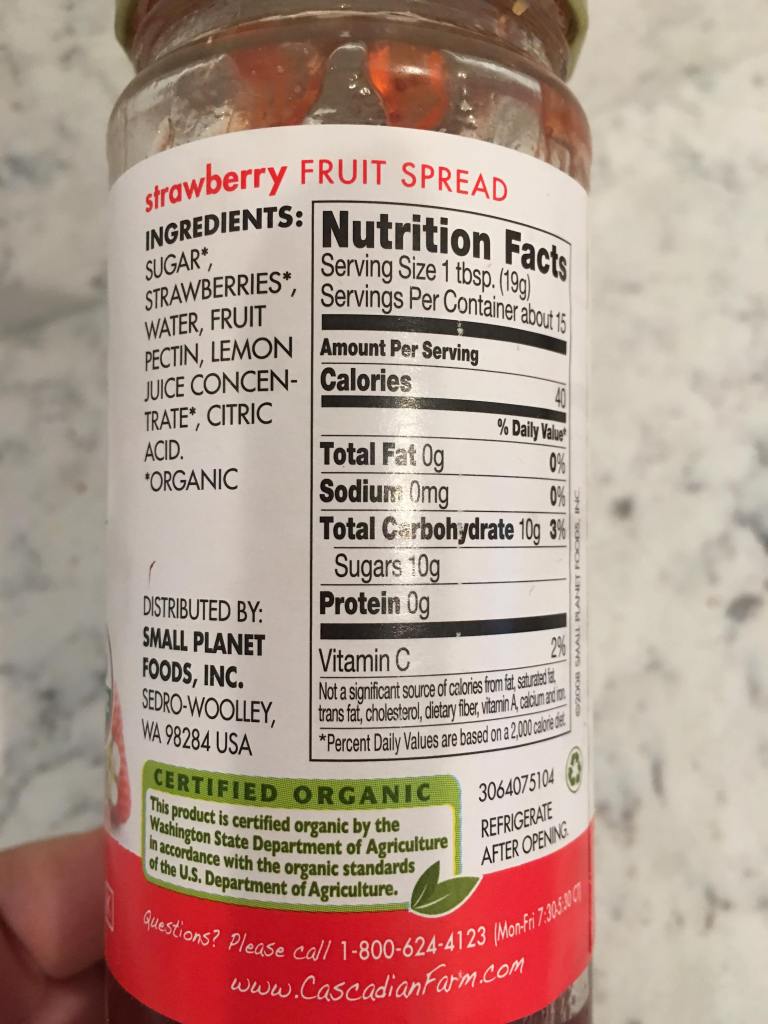 strawberry FRUIT SPREAD
INGREDIENTS:
SUGAR*,
STRAWBERRIES*,
WATER, FRUIT
PECTIN, LEMON
JUICE CONCEN-
TRATE*, CITRIC
ACID.
*ORGANIC
DISTRIBUTED BY:
SMALL PLANET
FOODS, INC.
SEDRO-WOOLLEY,
WA 98284 USA
Nutrition Facts
Serving Size 1 tbsp. (19g)
Servings Per Container about 15
Amount Per Serving
Calories 40
% Daily Value*
Total Fat 0g 0%
Sodium 0mg 0%
Total Carbohydrate 10g 3%
Sugars 10g
Protein 0g
Vitamin C 2%
Not a significant source of calories from fat, saturated fat,
trans fat, cholesterol, dietary fiber, vitamin A, calcium and iron.
*Percent Daily Values are based on a 2,000 calorie diet.
©2008 SMALL PLANET FOODS, INC.
CERTIFIED ORGANIC
This product is certified organic by the
Washington State Department of Agriculture
in accordance with the organic standards
of the U.S. Department of Agriculture.
3064075104
REFRIGERATE
AFTER OPENING.
Questions? Please call 1-800-624-4123 (Mon-Fri 7:30-5:30 CT)
www.CascadianFarm.com